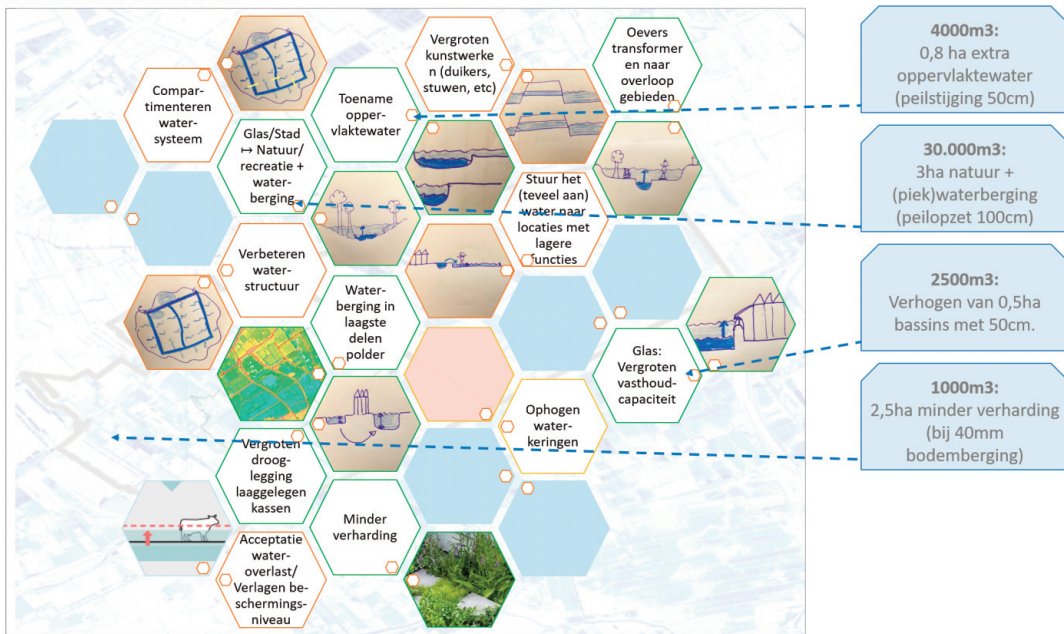 Compar-
timenteren
water-
systeem
Glas/Stad
↦ Natuur/
recreatie +
water-
berging
Verbeteren
water-
structuur
Vergroten
droog-
legging
laaggelegen
kassen
Acceptatie
water-
overlast/
Verlagen be-
schermings-
niveau
Toename
opper-
vlaktewater
Water-
berging in
laagste
delen
polder
Minder
verharding
Vergroten
kunstwerke
n (duikers,
stuwen, etc)
Stuur het
(teveel aan)
water naar
locaties met
lagere
functies
Ophogen
water-
keringen
Oevers
transformer
en naar
overloop
gebieden
Glas:
Vergroten
vasthoud-
capaciteit
4000m3:
0,8 ha extra
oppervlaktewater
(peilstijging 50cm)
30.000m3:
3ha natuur +
(piek)waterberging
(peilopzet 100cm)
2500m3:
Verhogen van 0,5ha
bassins met 50cm.
1000m3:
2,5ha minder verharding
(bij 40mm
bodemberging)